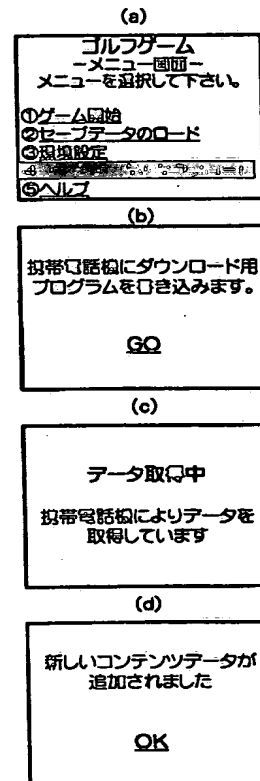 (a)
ゴルフゲーム
－メニュー画面－
メニューを選択して下さい。
①ゲーム開始
②セーブデータのロード
③環境設定
⑤ヘルプ
(b)
携帯電話機にダウンロード用
プログラムを書き込みます。
GO
(c)
データ取得中
携帯電話機によりデータを
取得しています
(d)
新しいコンテンツデータが
追加されました
OK